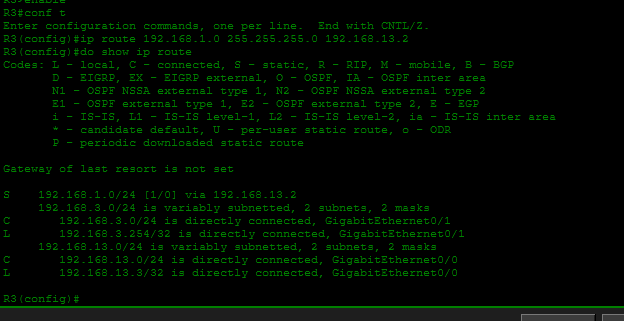 R3>enable
R3#conf t
Enter configuration commands, one per line.  End with CNTL/Z.
R3(config)#ip route 192.168.1.0 255.255.255.0 192.168.13.2
R3(config)#do show ip route
Codes: L - local, C - connected, S - static, R - RIP, M - mobile, B - BGP
       D - EIGRP, EX - EIGRP external, O - OSPF, IA - OSPF inter area
       N1 - OSPF NSSA external type 1, N2 - OSPF NSSA external type 2
       E1 - OSPF external type 1, E2 - OSPF external type 2, E - EGP
       i - IS-IS, L1 - IS-IS level-1, L2 - IS-IS level-2, ia - IS-IS inter area
       * - candidate default, U - per-user static route, o - ODR
       P - periodic downloaded static route

Gateway of last resort is not set

S    192.168.1.0/24 [1/0] via 192.168.13.2
     192.168.3.0/24 is variably subnetted, 2 subnets, 2 masks
C       192.168.3.0/24 is directly connected, GigabitEthernet0/1
L       192.168.3.254/32 is directly connected, GigabitEthernet0/1
     192.168.13.0/24 is variably subnetted, 2 subnets, 2 masks
C       192.168.13.0/24 is directly connected, GigabitEthernet0/0
L       192.168.13.3/32 is directly connected, GigabitEthernet0/0

R3(config)#